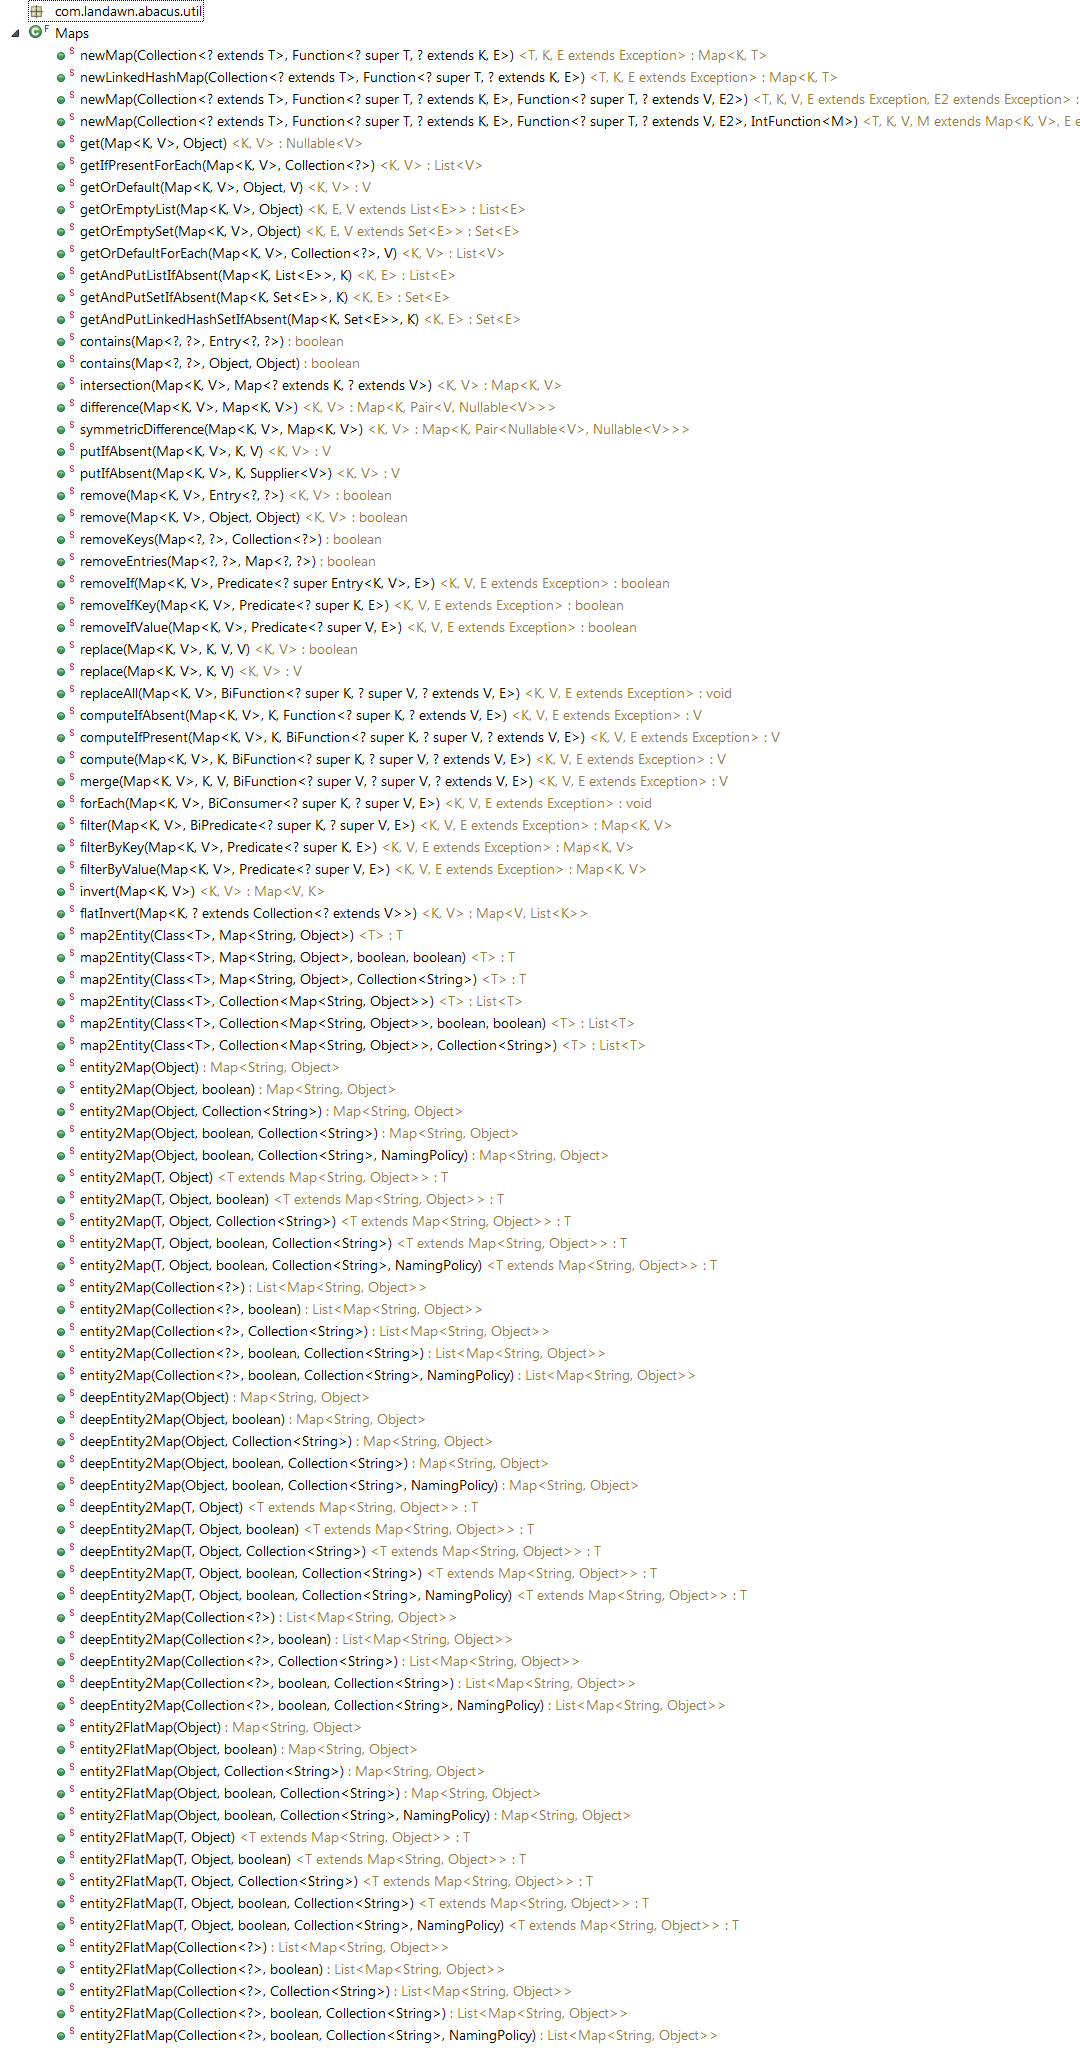 com.landawn.abacus.util
Maps
newMap(Collection<? extends T>, Function<? super T, ? extends K, E>) <T, K, E extends Exception> : Map<K, T>
newLinkedHashMap(Collection<? extends T>, Function<? super T, ? extends K, E>) <T, K, E extends Exception> : Map<K, T>
newMap(Collection<? extends T>, Function<? super T, ? extends K, E>, Function<? super T, ? extends V, E2>) <T, K, V, E extends Exception, E2 extends Exception> :
newMap(Collection<? extends T>, Function<? super T, ? extends K, E>, Function<? super T, ? extends V, E2>, IntFunction<M>) <T, K, V, M extends Map<K, V>, E e
get(Map<K, V>, Object) <K, V> : Nullable<V>
getIfPresentForEach(Map<K, V>, Collection<?>) <K, V> : List<V>
getOrDefault(Map<K, V>, Object, V) <K, V> : V
getOrEmptyList(Map<K, V>, Object) <K, E, V extends List<E>> : List<E>
getOrEmptySet(Map<K, V>, Object) <K, E, V extends Set<E>> : Set<E>
getOrDefaultForEach(Map<K, V>, Collection<?>, V) <K, V> : List<V>
getAndPutListIfAbsent(Map<K, List<E>>, K) <K, E> : List<E>
getAndPutSetIfAbsent(Map<K, Set<E>>, K) <K, E> : Set<E>
getAndPutLinkedHashSetIfAbsent(Map<K, Set<E>>, K) <K, E> : Set<E>
contains(Map<?, ?>, Entry<?, ?>) : boolean
contains(Map<?, ?>, Object, Object) : boolean
intersection(Map<K, V>, Map<? extends K, ? extends V>) <K, V> : Map<K, V>
difference(Map<K, V>, Map<K, V>) <K, V> : Map<K, Pair<V, Nullable<V>>>
symmetricDifference(Map<K, V>, Map<K, V>) <K, V> : Map<K, Pair<Nullable<V>, Nullable<V>>>
putIfAbsent(Map<K, V>, K, V) <K, V> : V
putIfAbsent(Map<K, V>, K, Supplier<V>) <K, V> : V
remove(Map<K, V>, Entry<?, ?>) <K, V> : boolean
remove(Map<K, V>, Object, Object) <K, V> : boolean
removeKeys(Map<?, ?>, Collection<?>) : boolean
removeEntries(Map<?, ?>, Map<?, ?>) : boolean
removeIf(Map<K, V>, Predicate<? super Entry<K, V>, E>) <K, V, E extends Exception> : boolean
removeIfKey(Map<K, V>, Predicate<? super K, E>) <K, V, E extends Exception> : boolean
removeIfValue(Map<K, V>, Predicate<? super V, E>) <K, V, E extends Exception> : boolean
replace(Map<K, V>, K, V, V) <K, V> : boolean
replace(Map<K, V>, K, V) <K, V> : V
replaceAll(Map<K, V>, BiFunction<? super K, ? super V, ? extends V, E>) <K, V, E extends Exception> : void
computeIfAbsent(Map<K, V>, K, Function<? super K, ? extends V, E>) <K, V, E extends Exception> : V
computeIfPresent(Map<K, V>, K, BiFunction<? super K, ? super V, ? extends V, E>) <K, V, E extends Exception> : V
compute(Map<K, V>, K, BiFunction<? super K, ? super V, ? extends V, E>) <K, V, E extends Exception> : V
merge(Map<K, V>, K, V, BiFunction<? super V, ? super V, ? extends V, E>) <K, V, E extends Exception> : V
forEach(Map<K, V>, BiConsumer<? super K, ? super V, E>) <K, V, E extends Exception> : void
filter(Map<K, V>, BiPredicate<? super K, ? super V, E>) <K, V, E extends Exception> : Map<K, V>
filterByKey(Map<K, V>, Predicate<? super K, E>) <K, V, E extends Exception> : Map<K, V>
filterByValue(Map<K, V>, Predicate<? super V, E>) <K, V, E extends Exception> : Map<K, V>
invert(Map<K, V>) <K, V> : Map<V, K>
flatInvert(Map<K, ? extends Collection<? extends V>>) <K, V> : Map<V, List<K>>
map2Entity(Class<T>, Map<String, Object>) <T> : T
map2Entity(Class<T>, Map<String, Object>, boolean, boolean) <T> : T
map2Entity(Class<T>, Map<String, Object>, Collection<String>) <T> : T
map2Entity(Class<T>, Collection<Map<String, Object>>) <T> : List<T>
map2Entity(Class<T>, Collection<Map<String, Object>>, boolean, boolean) <T> : List<T>
map2Entity(Class<T>, Collection<Map<String, Object>>, Collection<String>) <T> : List<T>
entity2Map(Object) : Map<String, Object>
entity2Map(Object, boolean) : Map<String, Object>
entity2Map(Object, Collection<String>) : Map<String, Object>
entity2Map(Object, boolean, Collection<String>) : Map<String, Object>
entity2Map(Object, boolean, Collection<String>, NamingPolicy) : Map<String, Object>
entity2Map(T, Object) <T extends Map<String, Object>> : T
entity2Map(T, Object, boolean) <T extends Map<String, Object>> : T
entity2Map(T, Object, Collection<String>) <T extends Map<String, Object>> : T
entity2Map(T, Object, boolean, Collection<String>) <T extends Map<String, Object>> : T
entity2Map(T, Object, boolean, Collection<String>, NamingPolicy) <T extends Map<String, Object>> : T
entity2Map(Collection<?>) : List<Map<String, Object>>
entity2Map(Collection<?>, boolean) : List<Map<String, Object>>
entity2Map(Collection<?>, Collection<String>) : List<Map<String, Object>>
entity2Map(Collection<?>, boolean, Collection<String>) : List<Map<String, Object>>
entity2Map(Collection<?>, boolean, Collection<String>, NamingPolicy) : List<Map<String, Object>>
deepEntity2Map(Object) : Map<String, Object>
deepEntity2Map(Object, boolean) : Map<String, Object>
deepEntity2Map(Object, Collection<String>) : Map<String, Object>
deepEntity2Map(Object, boolean, Collection<String>) : Map<String, Object>
deepEntity2Map(Object, boolean, Collection<String>, NamingPolicy) : Map<String, Object>
deepEntity2Map(T, Object) <T extends Map<String, Object>> : T
deepEntity2Map(T, Object, boolean) <T extends Map<String, Object>> : T
deepEntity2Map(T, Object, Collection<String>) <T extends Map<String, Object>> : T
deepEntity2Map(T, Object, boolean, Collection<String>) <T extends Map<String, Object>> : T
deepEntity2Map(T, Object, boolean, Collection<String>, NamingPolicy) <T extends Map<String, Object>> : T
deepEntity2Map(Collection<?>) : List<Map<String, Object>>
deepEntity2Map(Collection<?>, boolean) : List<Map<String, Object>>
deepEntity2Map(Collection<?>, Collection<String>) : List<Map<String, Object>>
deepEntity2Map(Collection<?>, boolean, Collection<String>) : List<Map<String, Object>>
deepEntity2Map(Collection<?>, boolean, Collection<String>, NamingPolicy) : List<Map<String, Object>>
entity2FlatMap(Object) : Map<String, Object>
entity2FlatMap(Object, boolean) : Map<String, Object>
entity2FlatMap(Object, Collection<String>) : Map<String, Object>
entity2FlatMap(Object, boolean, Collection<String>) : Map<String, Object>
entity2FlatMap(Object, boolean, Collection<String>, NamingPolicy) : Map<String, Object>
entity2FlatMap(T, Object) <T extends Map<String, Object>> : T
entity2FlatMap(T, Object, boolean) <T extends Map<String, Object>> : T
entity2FlatMap(T, Object, Collection<String>) <T extends Map<String, Object>> : T
entity2FlatMap(T, Object, boolean, Collection<String>) <T extends Map<String, Object>> : T
entity2FlatMap(T, Object, boolean, Collection<String>, NamingPolicy) <T extends Map<String, Object>> : T
entity2FlatMap(Collection<?>) : List<Map<String, Object>>
entity2FlatMap(Collection<?>, boolean) : List<Map<String, Object>>
entity2FlatMap(Collection<?>, Collection<String>) : List<Map<String, Object>>
entity2FlatMap(Collection<?>, boolean, Collection<String>) : List<Map<String, Object>>
entity2FlatMap(Collection<?>, boolean, Collection<String>, NamingPolicy) : List<Map<String, Object>>